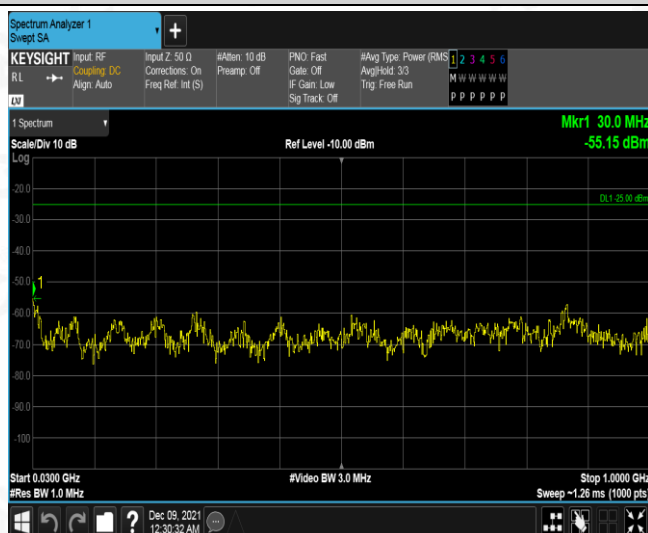 Spectrum Analyzer 1
Swept SA
+
KEYSIGHT
RL
LXI
Input: RF
Coupling: DC
Align: Auto
Input Z: 50 Ω
Corrections: On
Freq Ref: Int (S)
#Atten: 10 dB
Preamp: Off
PNO: Fast
Gate: Off
IF Gain: Low
Sig Track: Off
#Avg Type: Power (RMS
Avg|Hold: 3/3
Trig: Free Run
1 2 3 4 5 6
M W W W W W
P P P P P P
1 Spectrum
Scale/Div 10 dB
Log
Ref Level -10.00 dBm
Mkr1 30.0 MHz
-55.15 dBm
DL1 -25.00 dBm
-20.0
-30.0
-40.0
-50.0
-60.0
-70.0
-80.0
-90.0
-100
1
Start 0.0300 GHz
#Res BW 1.0 MHz
#Video BW 3.0 MHz
Stop 1.0000 GHz
Sweep ~1.26 ms (1000 pts)
?
Dec 09, 2021
12:30:32 AM